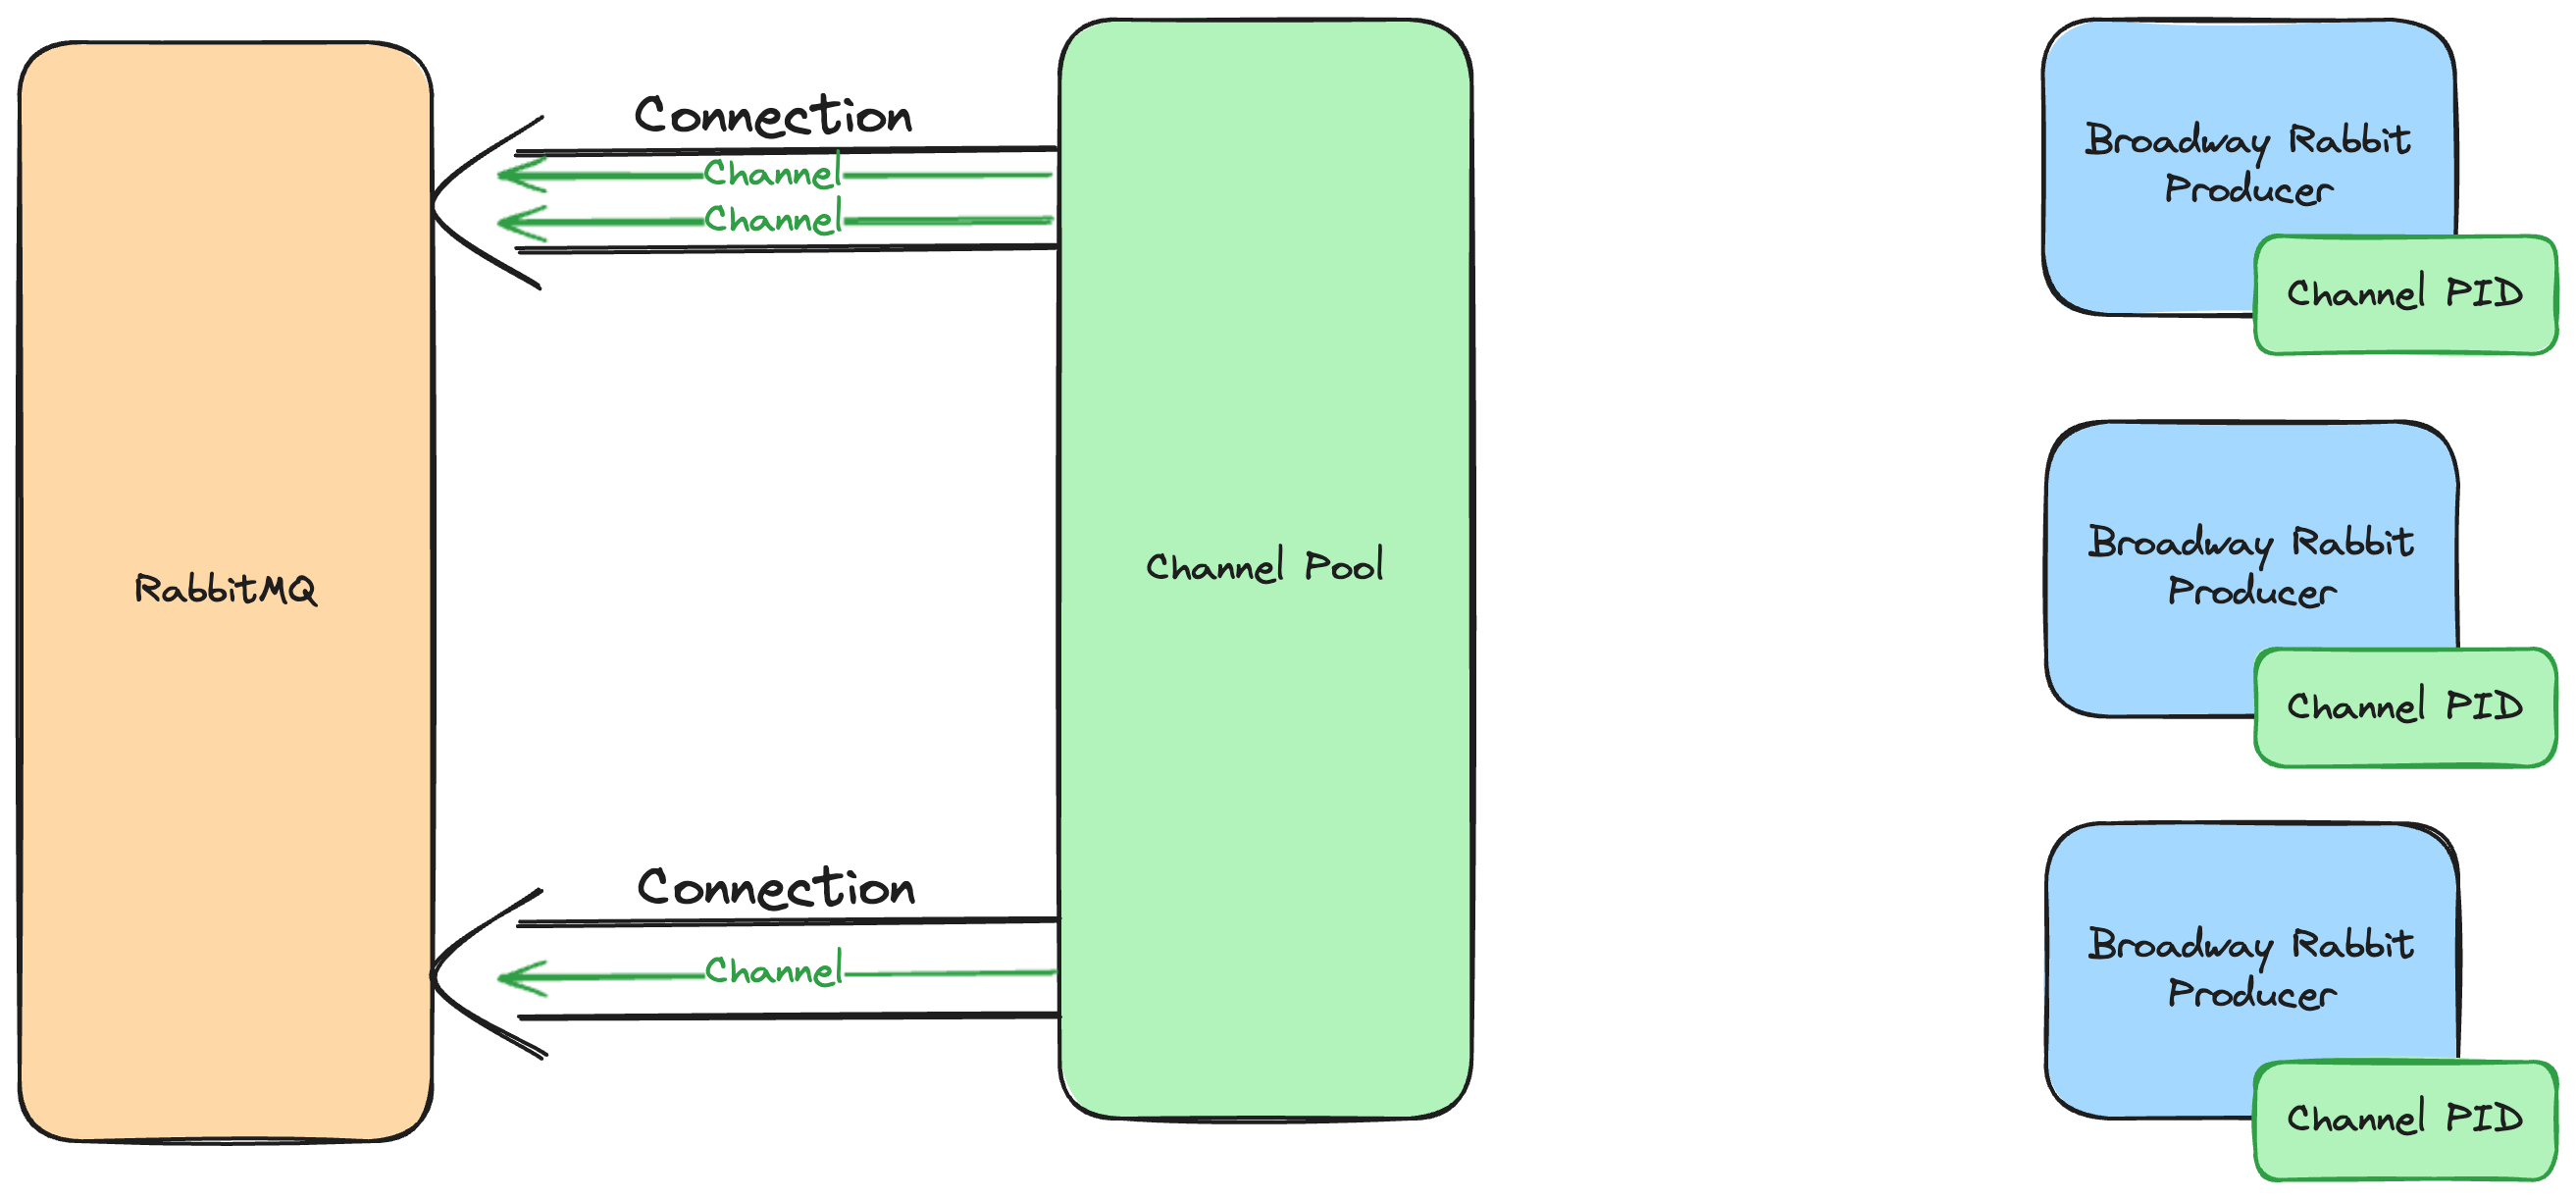 RabbitMQ
Connection
Channel
Channel
Connection
Channel
Channel Pool
Broadway Rabbit
Producer
Channel PID
Broadway Rabbit
Producer
Channel PID
Broadway Rabbit
Producer
Channel PID